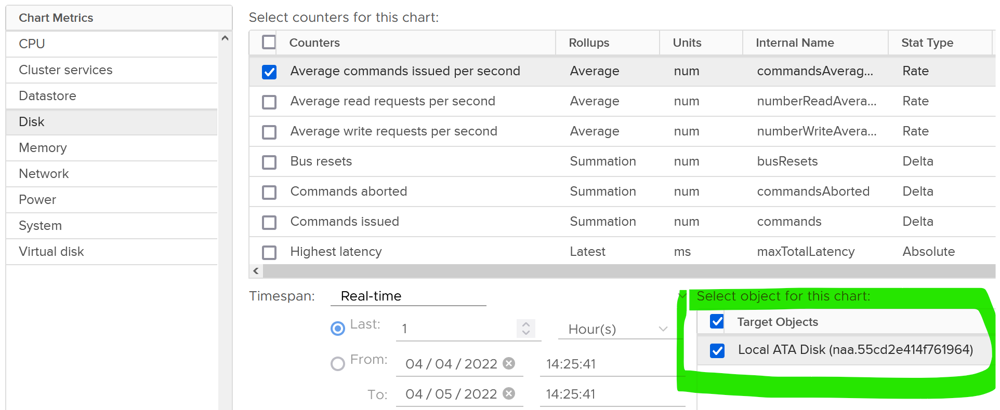 Chart Metrics
CPU
Cluster services
Datastore
Disk
Memory
Network
Power
System
Virtual disk
Select counters for this chart:
Counters Rollups Units Internal Name Stat Type
Average commands issued per second Average num commandsAverag... Rate
Average read requests per second Average num numberReadAvera... Rate
Average write requests per second Average num numberWriteAvera... Rate
Bus resets Summation num busResets Delta
Commands aborted Summation num commandsAborted Delta
Commands issued Summation num commands Delta
Highest latency Latest ms maxTotalLatency Absolute
Timespan: Real-time
Last: 1 Hour(s)
From: 04 / 04 / 2022 14:25:41
To: 04 / 05 / 2022 14:25:41
Select object for this chart:
Target Objects
Local ATA Disk (naa.55cd2e414f761964)